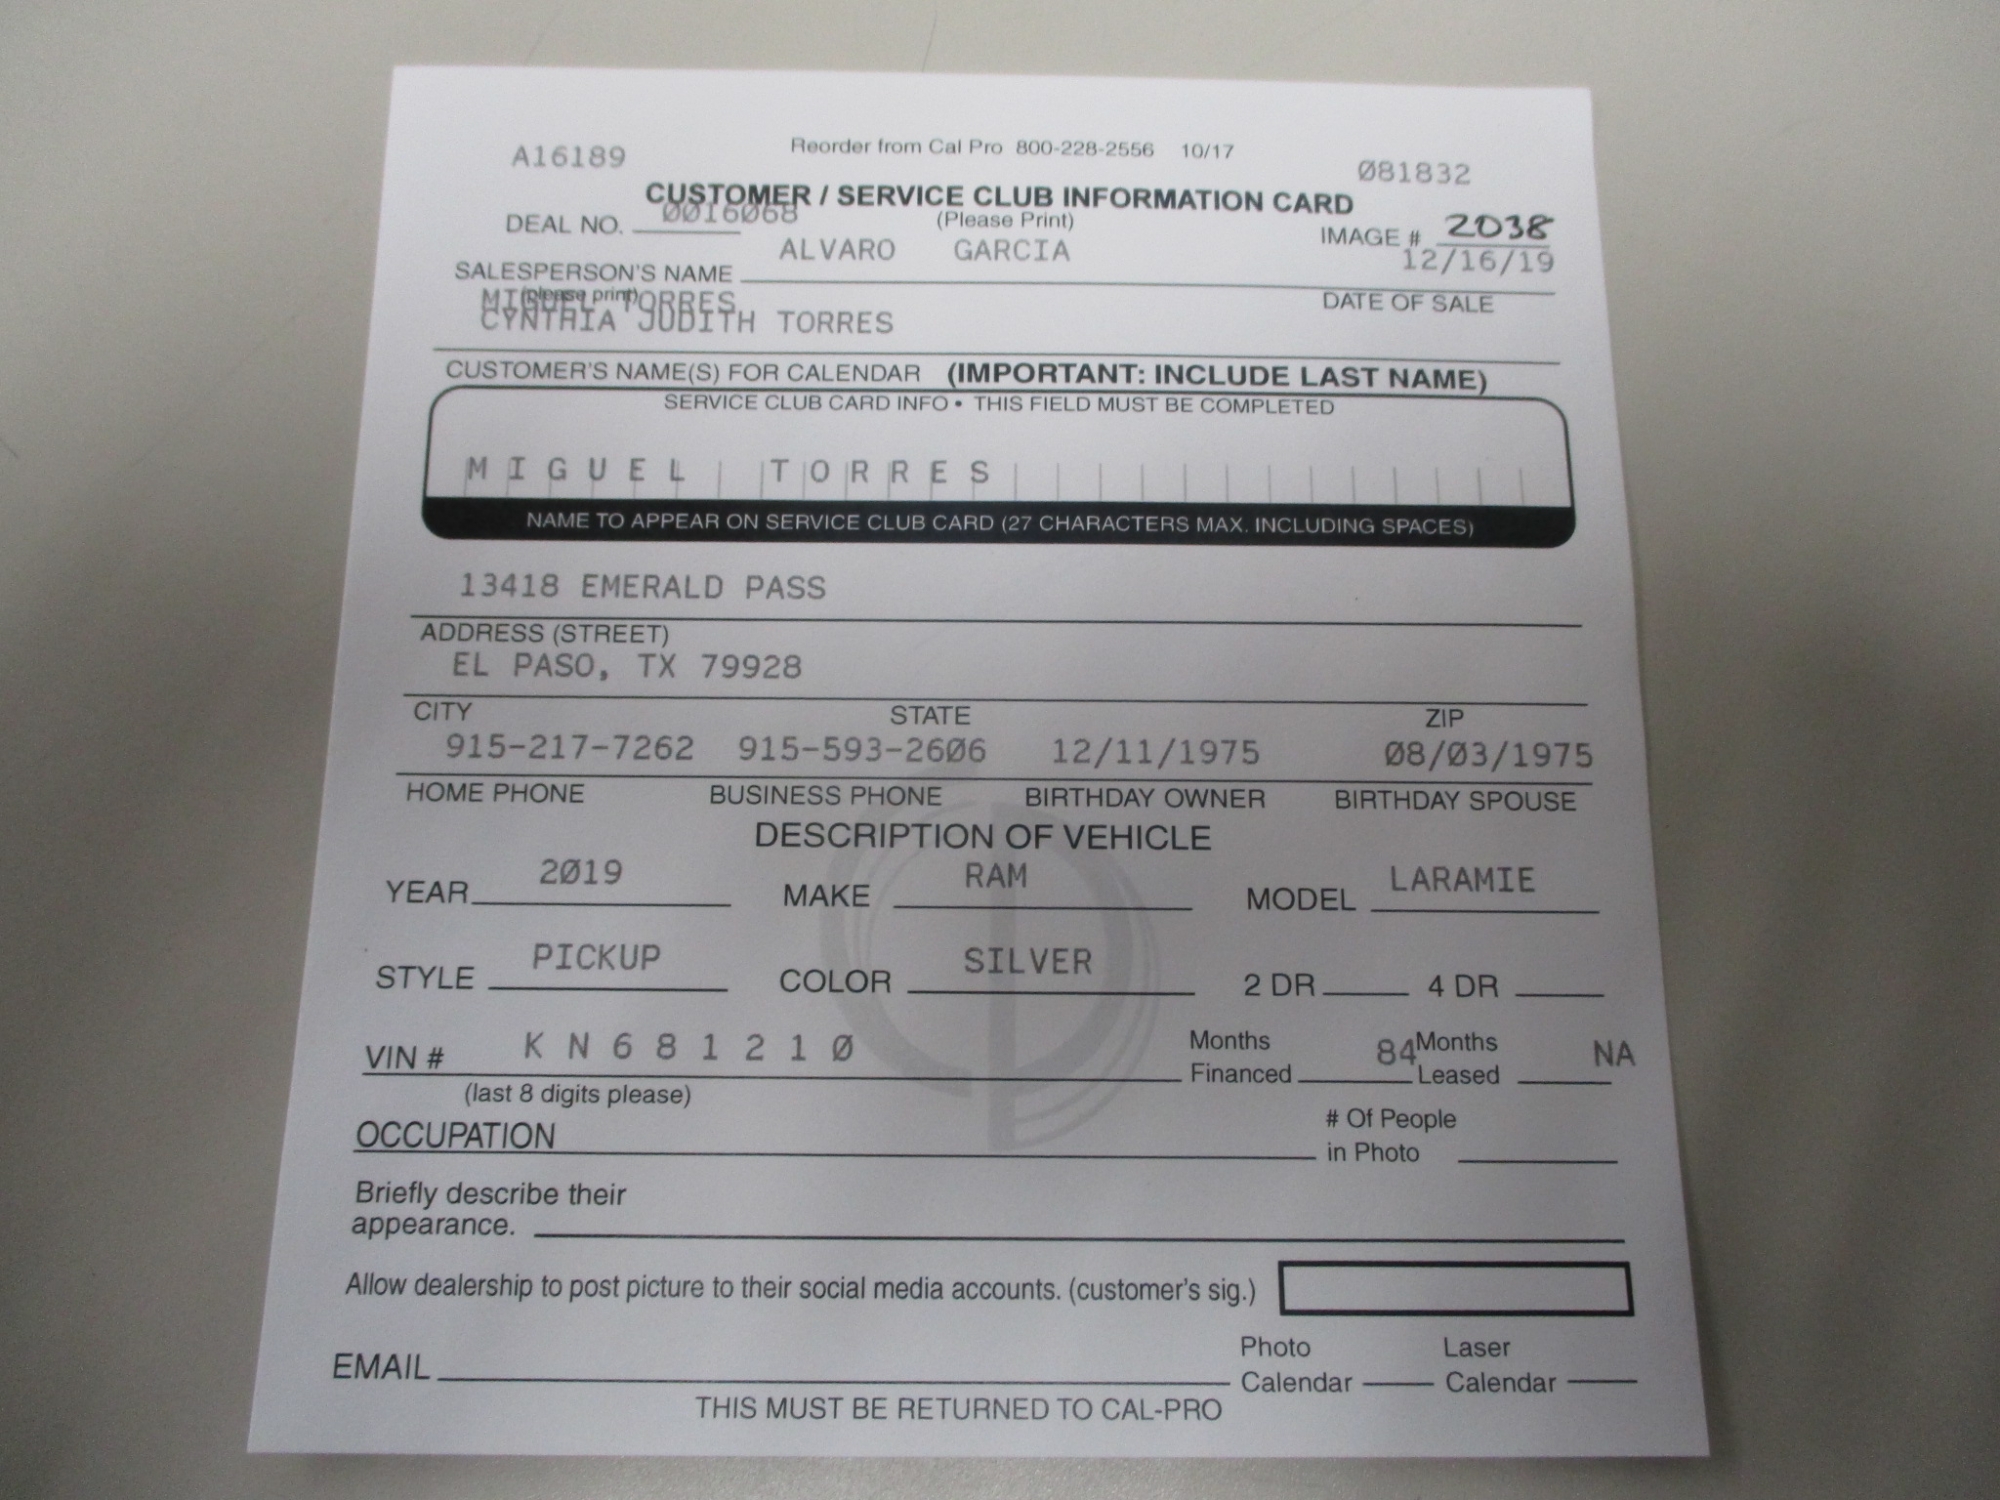 A16189 Reorder from Cal Pro 800-228-2556 10/17 Ø81832
CUSTOMER / SERVICE CLUB INFORMATION CARD
DEAL NO. ØØ16Ø68 (Please Print) IMAGE # 2038
ALVARO GARCIA 12/16/19
SALESPERSON'S NAME
(please print) DATE OF SALE
MIGUEL TORRES
CYNTHIA JUDITH TORRES
CUSTOMER'S NAME(S) FOR CALENDAR (IMPORTANT: INCLUDE LAST NAME)
SERVICE CLUB CARD INFO • THIS FIELD MUST BE COMPLETED
MIGUEL TORRES
NAME TO APPEAR ON SERVICE CLUB CARD (27 CHARACTERS MAX. INCLUDING SPACES)
13418 EMERALD PASS
ADDRESS (STREET)
EL PASO, TX 79928
CITY STATE ZIP
915-217-7262 915-593-26Ø6 12/11/1975 Ø8/Ø3/1975
HOME PHONE BUSINESS PHONE BIRTHDAY OWNER BIRTHDAY SPOUSE
DESCRIPTION OF VEHICLE
YEAR 2Ø19 MAKE RAM MODEL LARAMIE
STYLE PICKUP COLOR SILVER 2 DR 4 DR
VIN # K N 6 8 1 2 1 Ø Months Financed 84 Months Leased NA
(last 8 digits please)
OCCUPATION # Of People in Photo
Briefly describe their
appearance.
Allow dealership to post picture to their social media accounts. (customer's sig.)
EMAIL Photo Calendar Laser Calendar
THIS MUST BE RETURNED TO CAL-PRO